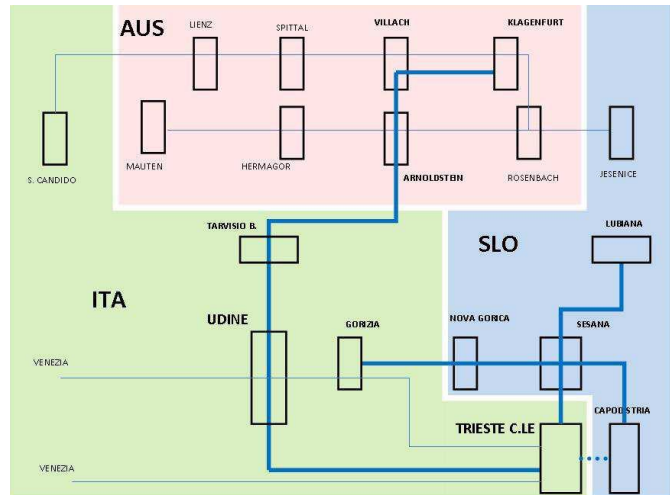 AUS
LIENZ
SPITTAL
VILLACH
KLAGENFURT
S. CANDIDO
MAUTEN
HERMAGOR
ARNOLDSTEIN
ROSENBACH
JESENICE
TARVISIO B.
SLO
LUBIANA
ITA
UDINE
GORIZIA
NOVA GORICA
SESANA
VENEZIA
TRIESTE C.LE
CAPODISTRIA
VENEZIA